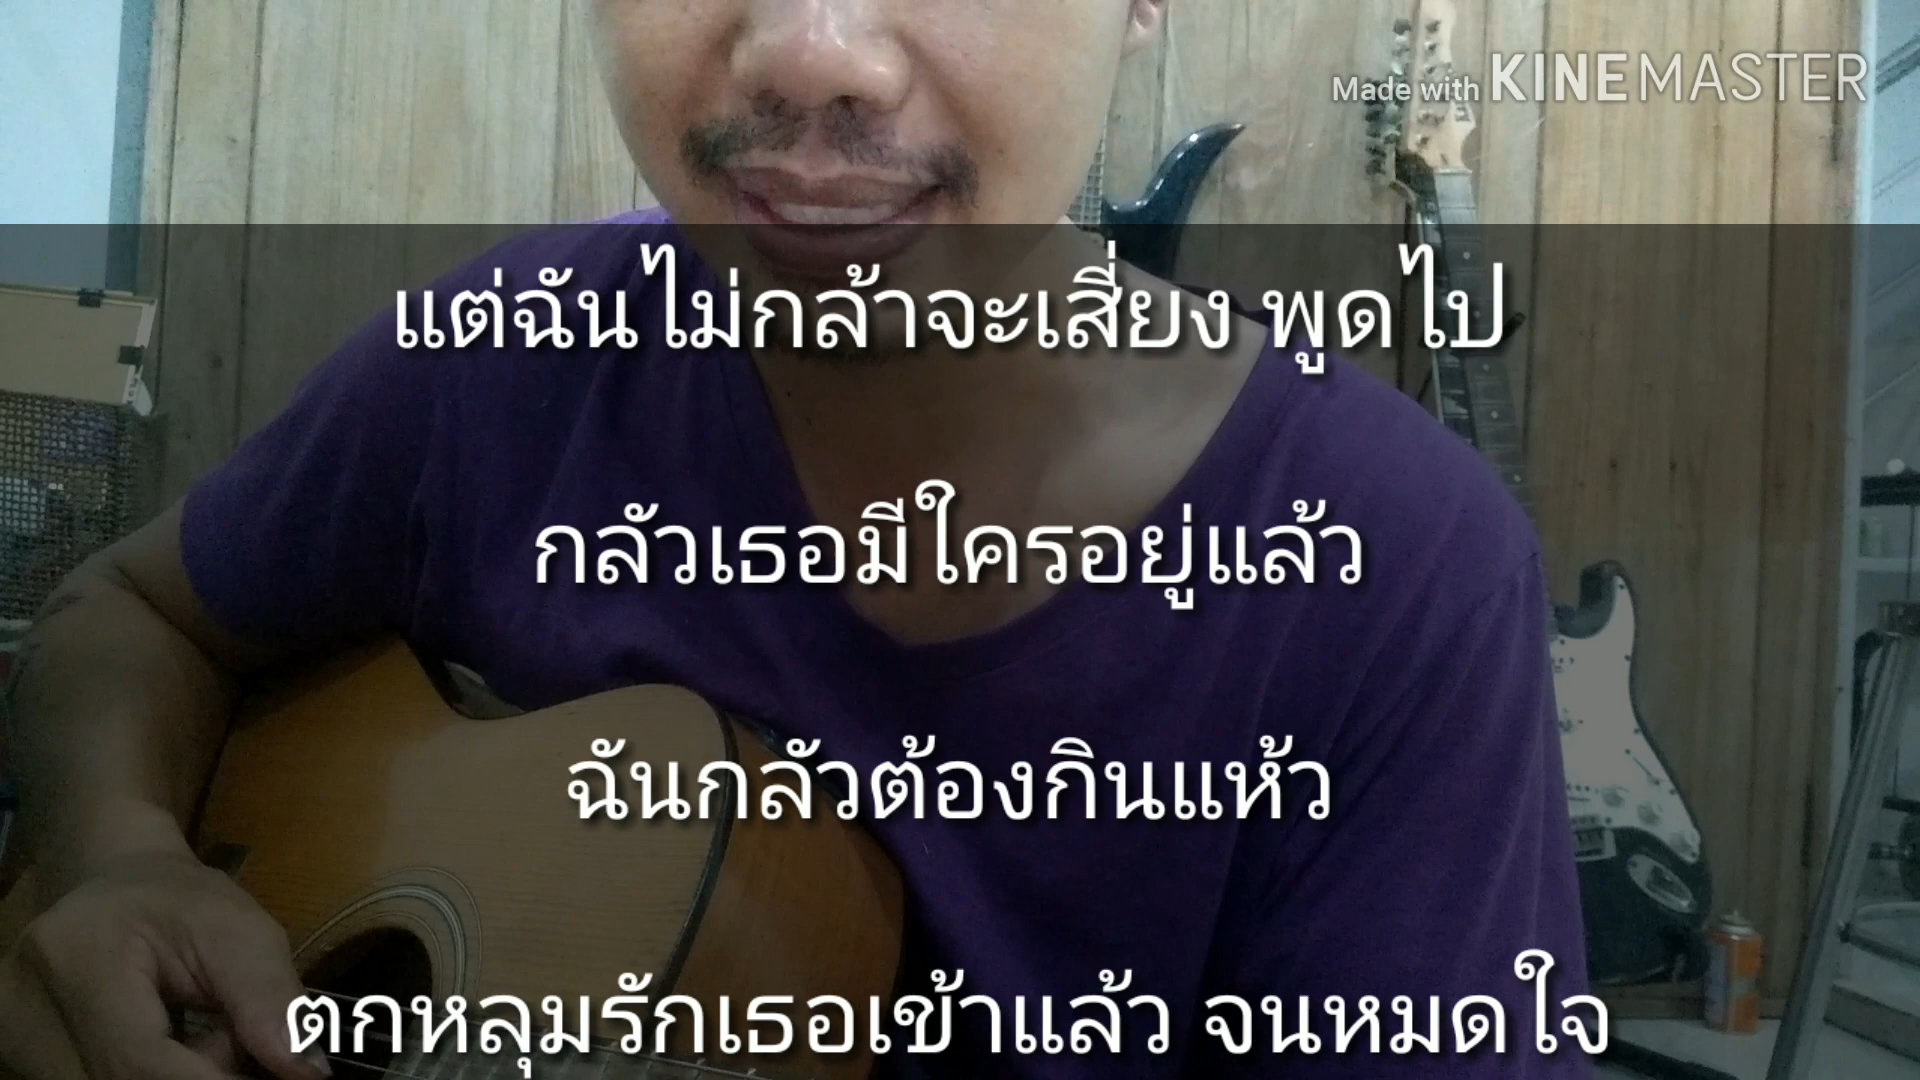 Made with KINEMASTER
แต่ฉันไม่กล้าจะเสี่ยง พูดไป
กลัวเธอมีใครอยู่แล้ว
ฉันกลัวต้องกินแห้ว
ตกหลุมรักเธอเข้าแล้ว จนหมดใจ